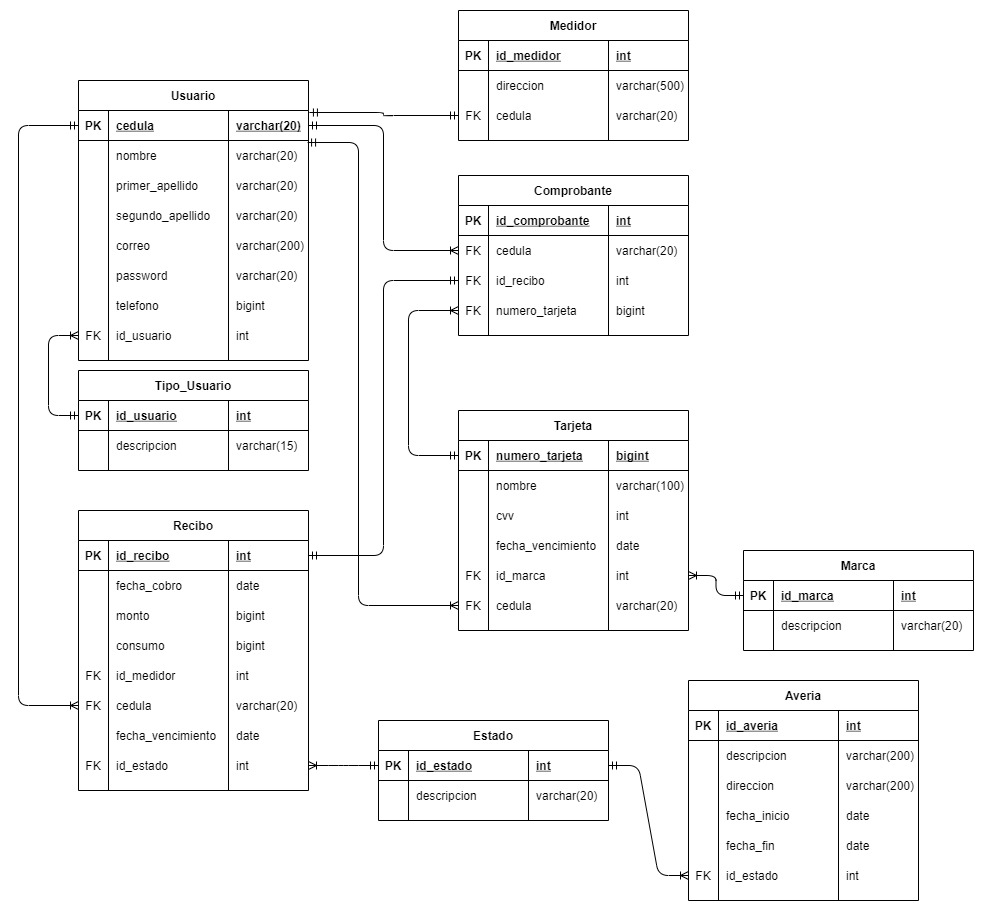 Medidor
PK id_medidor int
direccion varchar(500)
FK cedula varchar(20)
Usuario
PK cedula varchar(20)
nombre varchar(20)
primer_apellido varchar(20)
segundo_apellido varchar(20)
correo varchar(200)
password varchar(20)
telefono bigint
FK id_usuario int
Comprobante
PK id_comprobante int
FK cedula varchar(20)
FK id_recibo int
FK numero_tarjeta bigint
Tipo_Usuario
PK id_usuario int
descripcion varchar(15)
Tarjeta
PK numero_tarjeta bigint
nombre varchar(100)
cvv int
fecha_vencimiento date
FK id_marca int
FK cedula varchar(20)
Recibo
PK id_recibo int
fecha_cobro date
monto bigint
consumo bigint
FK id_medidor int
FK cedula varchar(20)
fecha_vencimiento date
FK id_estado int
Marca
PK id_marca int
descripcion varchar(20)
Estado
PK id_estado int
descripcion varchar(20)
Averia
PK id_averia int
descripcion varchar(200)
direccion varchar(200)
fecha_inicio date
fecha_fin date
FK id_estado int